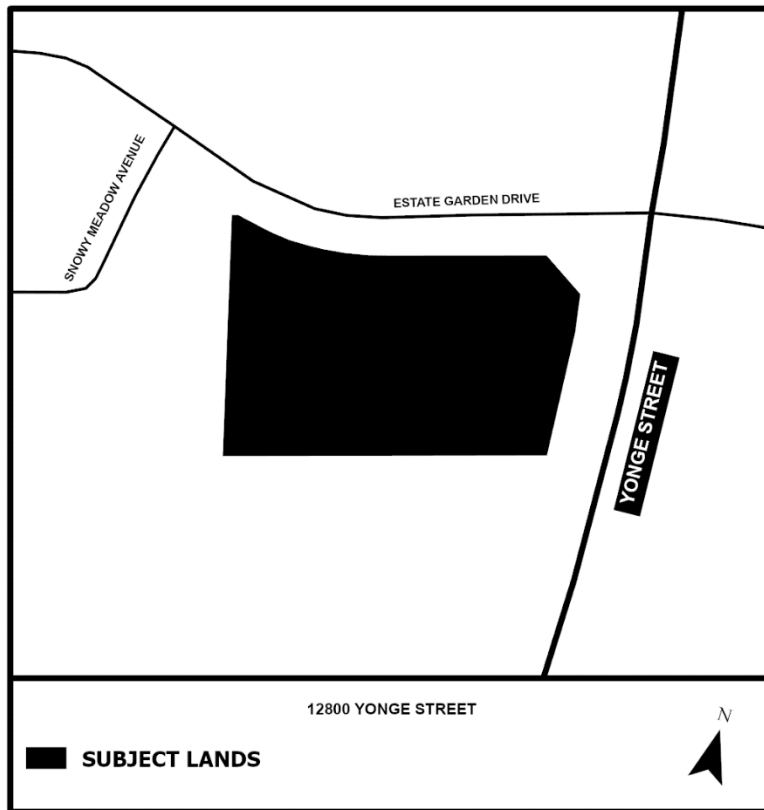 SNOWY MEADOW AVENUE
ESTATE GARDEN DRIVE
YONGE STREET
12800 YONGE STREET
N
SUBJECT LANDS